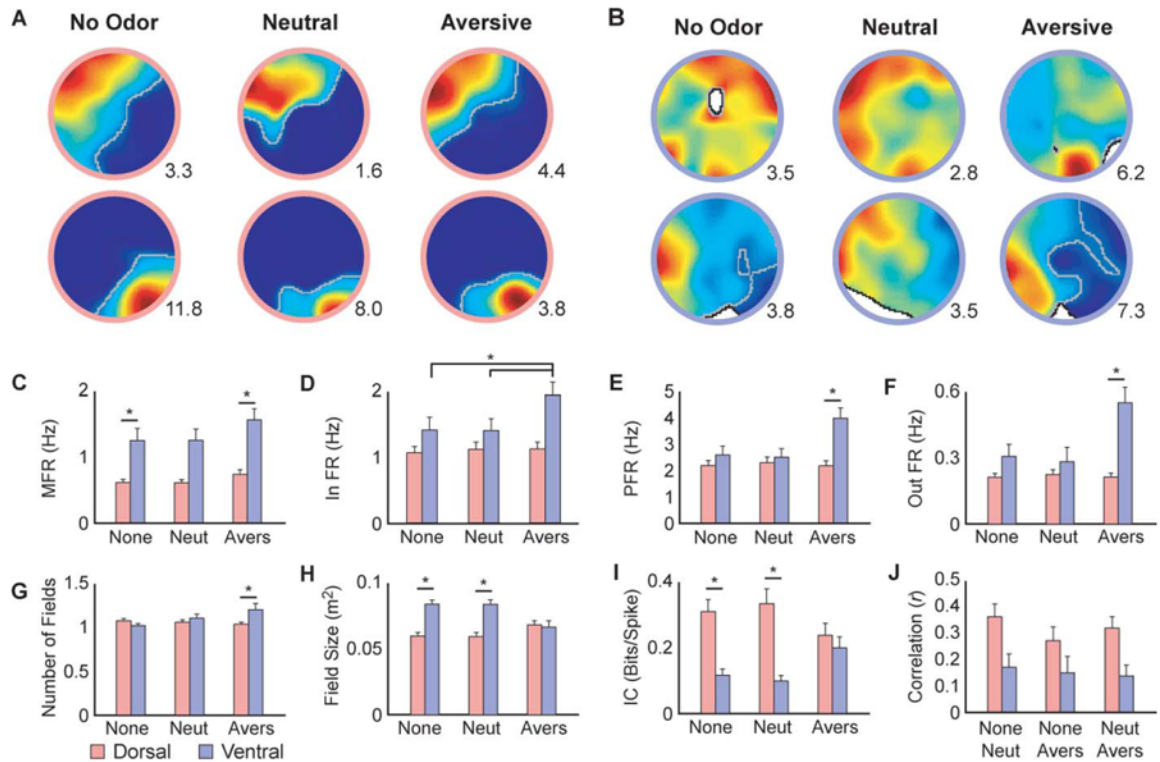 A No Odor Neutral Aversive
B No Odor Neutral Aversive
3.3 1.6 4.4
3.5 2.8 6.2
11.8 8.0 3.8
3.8 3.5 7.3
C
MFR (Hz)
2
1
0
* *
None Neut Avers
D
In FR (Hz)
2
1
0
*
None Neut Avers
E
PFR (Hz)
5
4
3
2
1
0
*
None Neut Avers
F
Out FR (Hz)
0.6
0.3
0
*
None Neut Avers
G
Number of Fields
1.5
1
0.5
*
None Neut Avers
Dorsal Ventral
H
Field Size (m²)
0.1
0.05
0
* *
None Neut Avers
I
IC (Bits/Spike)
0.4
0.2
0
* *
None Neut Avers
J
Correlation (r)
0.5
0.4
0.3
0.2
0.1
0
None None Neut
Neut Avers Avers